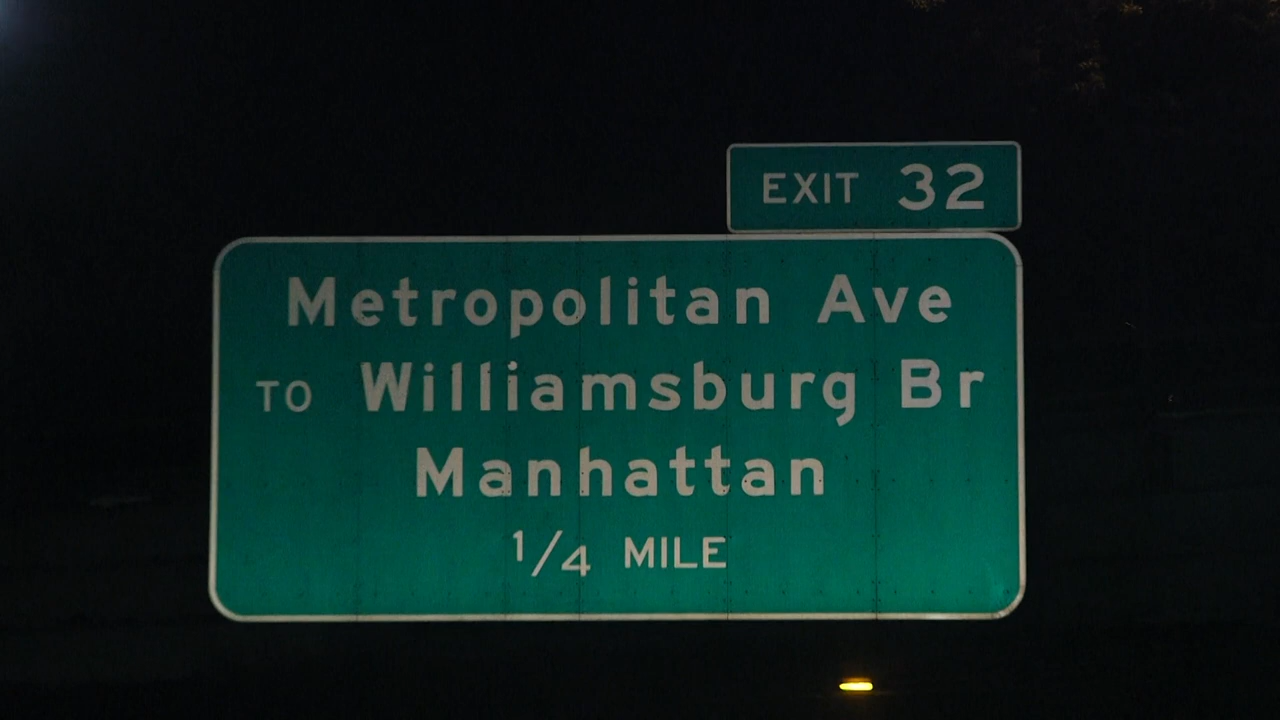 EXIT 32
Metropolitan Ave
TO Williamsburg Br
Manhattan
1/4 MILE